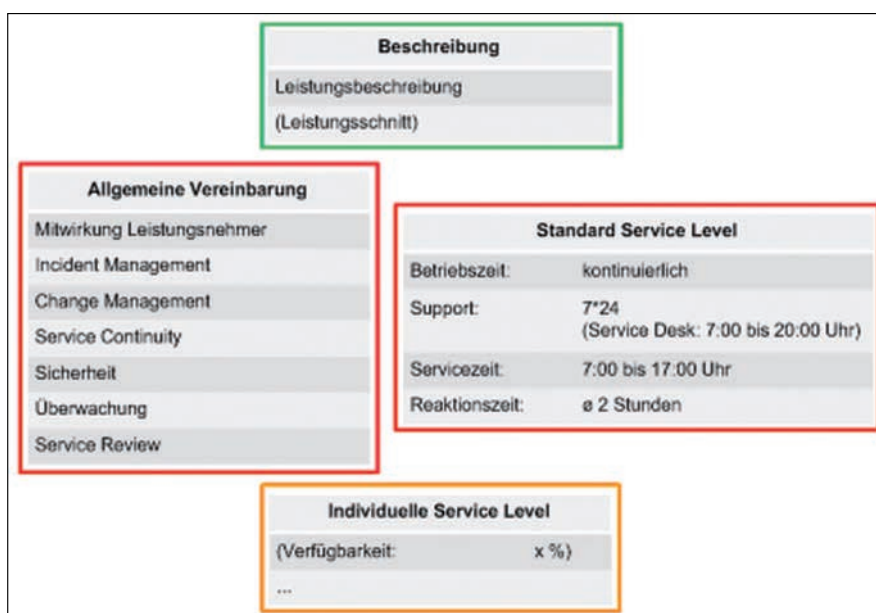 Beschreibung
Leistungsbeschreibung
(Leistungsschnitt)
Allgemeine Vereinbarung
Mitwirkung Leistungsnehmer
Incident Management
Change Management
Service Continuity
Sicherheit
Überwachung
Service Review
Standard Service Level
Betriebszeit: kontinuierlich
Support: 7*24
(Service Desk: 7:00 bis 20:00 Uhr)
Servicezeit: 7:00 bis 17:00 Uhr
Reaktionszeit: ø 2 Stunden
Individuelle Service Level
(Verfügbarkeit: x %)
...